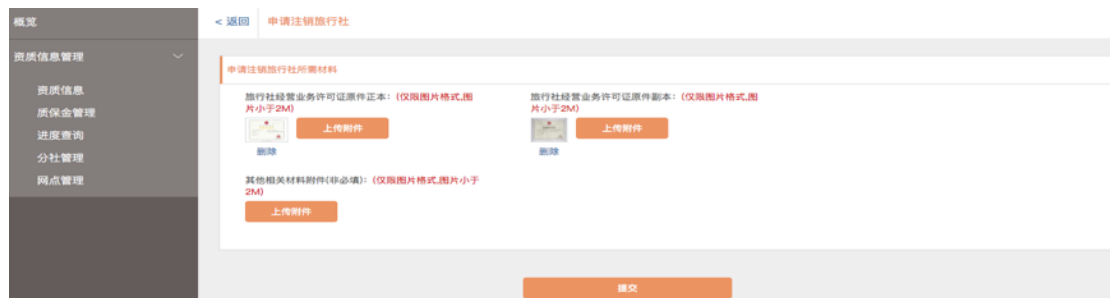 概览
< 返回 申请注销旅行社
资质信息管理
申请注销旅行社所需材料
资质信息
质保金管理
进度查询
分社管理
网点管理
旅行社经营业务许可证原件正本：(仅限图片格式,图
片小于2M)
上传附件
删除
旅行社经营业务许可证原件副本：(仅限图片格式,图
片小于2M)
上传附件
删除
其他相关材料附件(非必填)：(仅限图片格式,图片小于
2M)
上传附件
提交